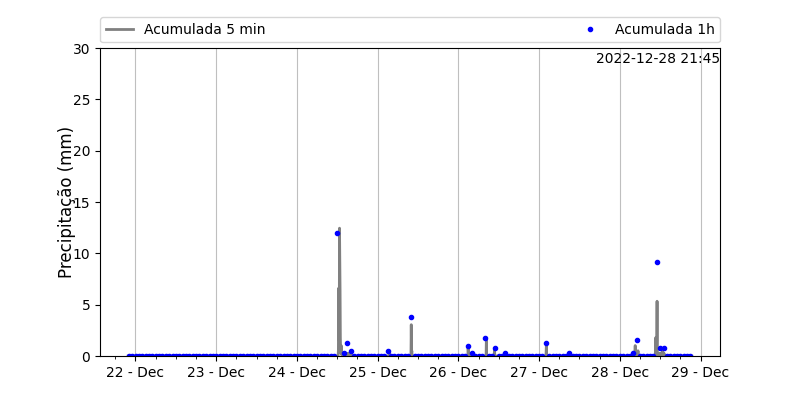 Acumulada 5 min
Acumulada 1h
2022-12-28 21:45
Precipitação (mm)
30
25
20
15
10
5
0
22 - Dec
23 - Dec
24 - Dec
25 - Dec
26 - Dec
27 - Dec
28 - Dec
29 - Dec